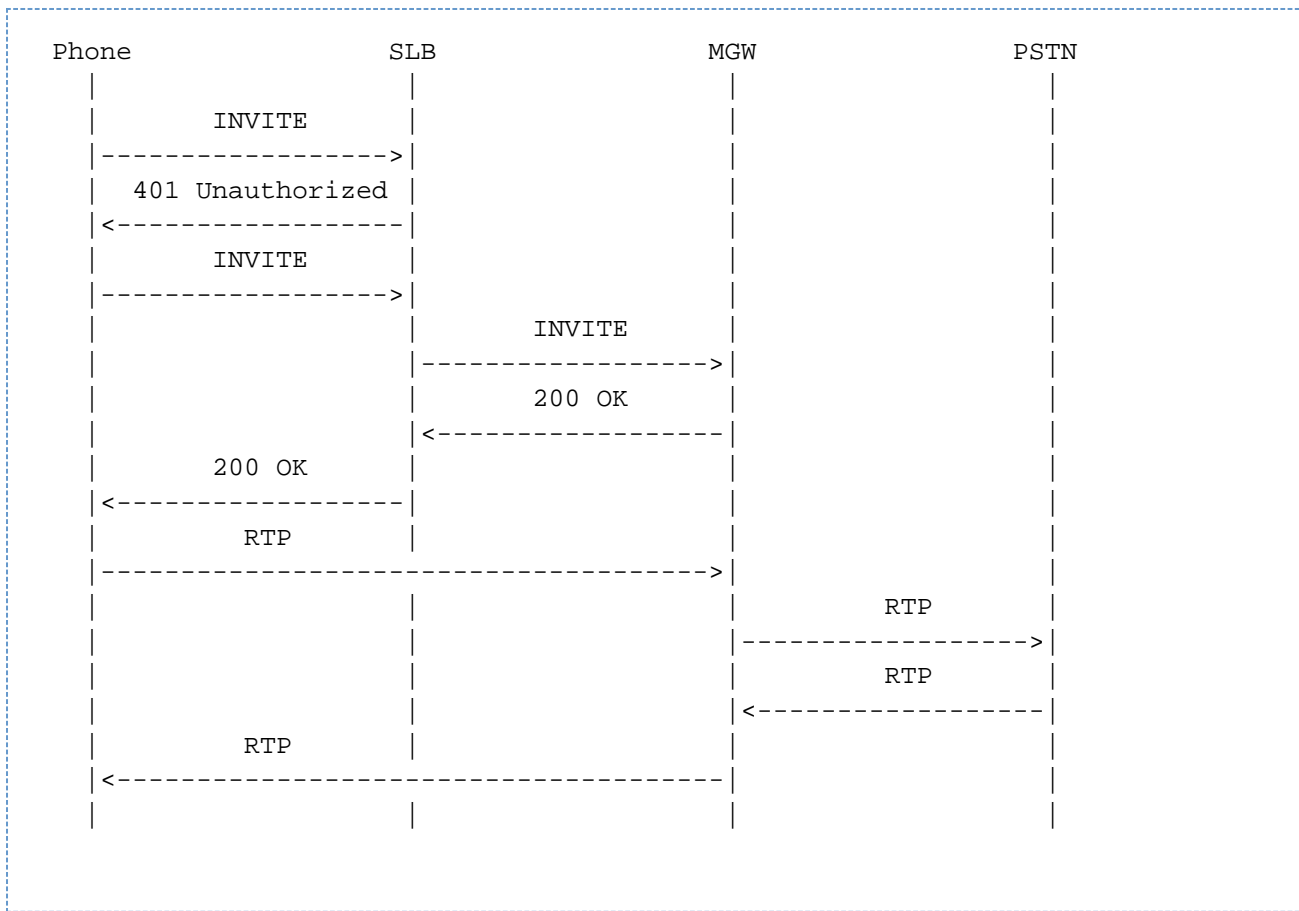 Phone SLB MGW PSTN
INVITE
401 Unauthorized
INVITE
INVITE
200 OK
200 OK
RTP
RTP
RTP
RTP